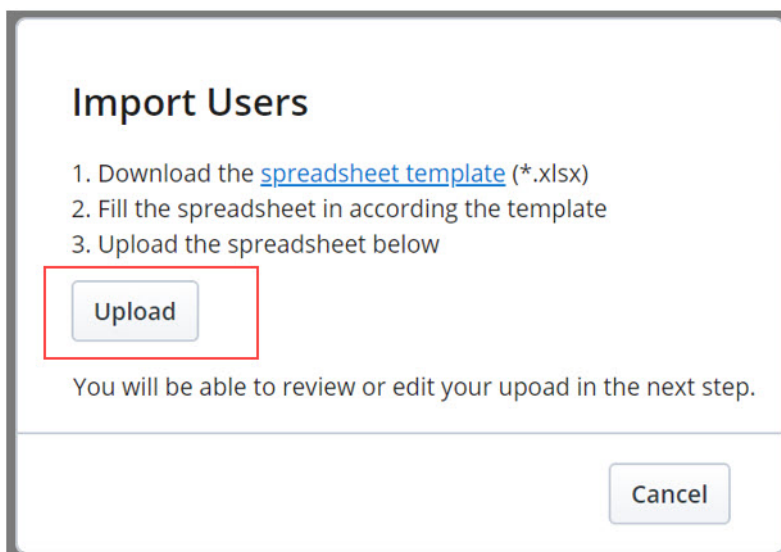 Import Users
1. Download the spreadsheet template (*.xlsx)
2. Fill the spreadsheet in according the template
3. Upload the spreadsheet below
Upload
You will be able to review or edit your upoad in the next step.
Cancel